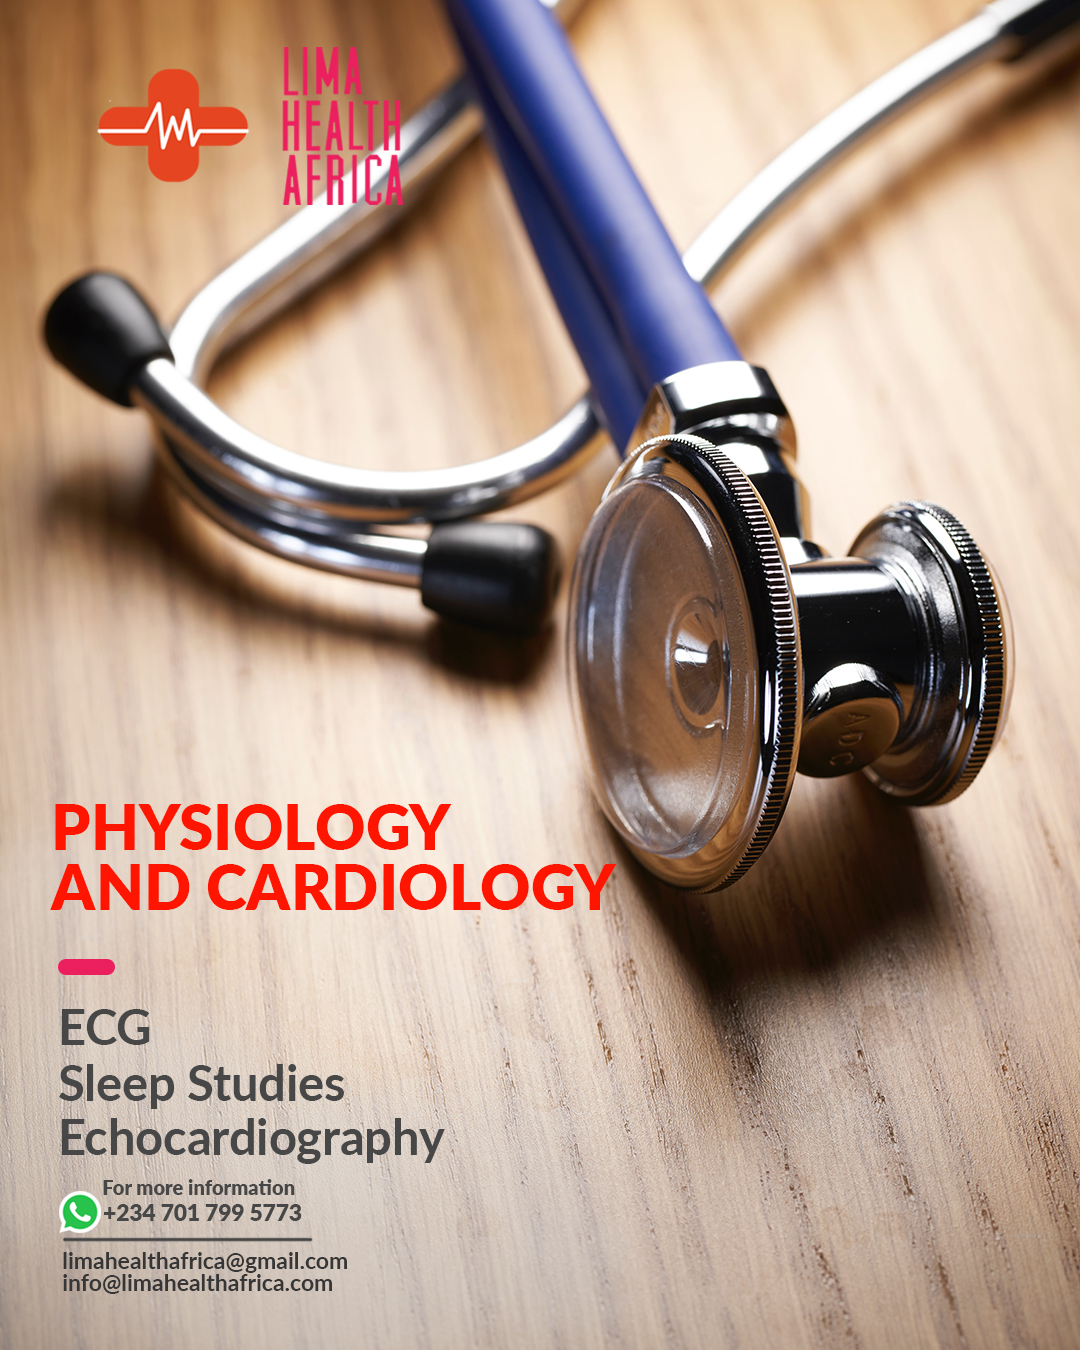 LIMA
HEALTH
AFRICA
ADC
PHYSIOLOGY
AND CARDIOLOGY
ECG
Sleep Studies
Echocardiography
For more information
+234 701 799 5773
limahealthafrica@gmail.com
info@limahealthafrica.com